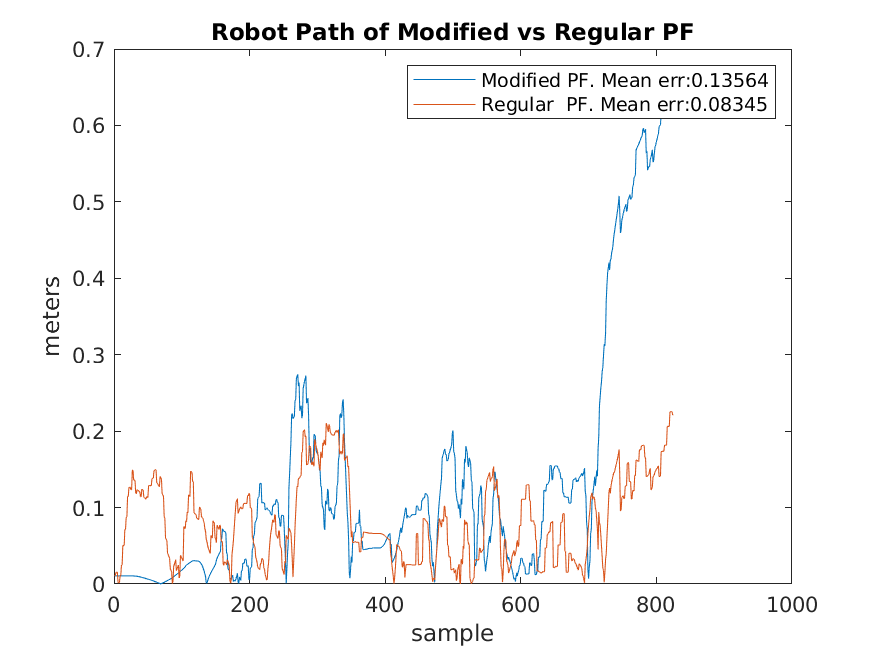 Robot Path of Modified vs Regular PF
Modified PF. Mean err:0.13564
Regular  PF. Mean err:0.08345
0.7
0.6
0.5
0.4
0.3
0.2
0.1
0
meters
0 200 400 600 800 1000
sample